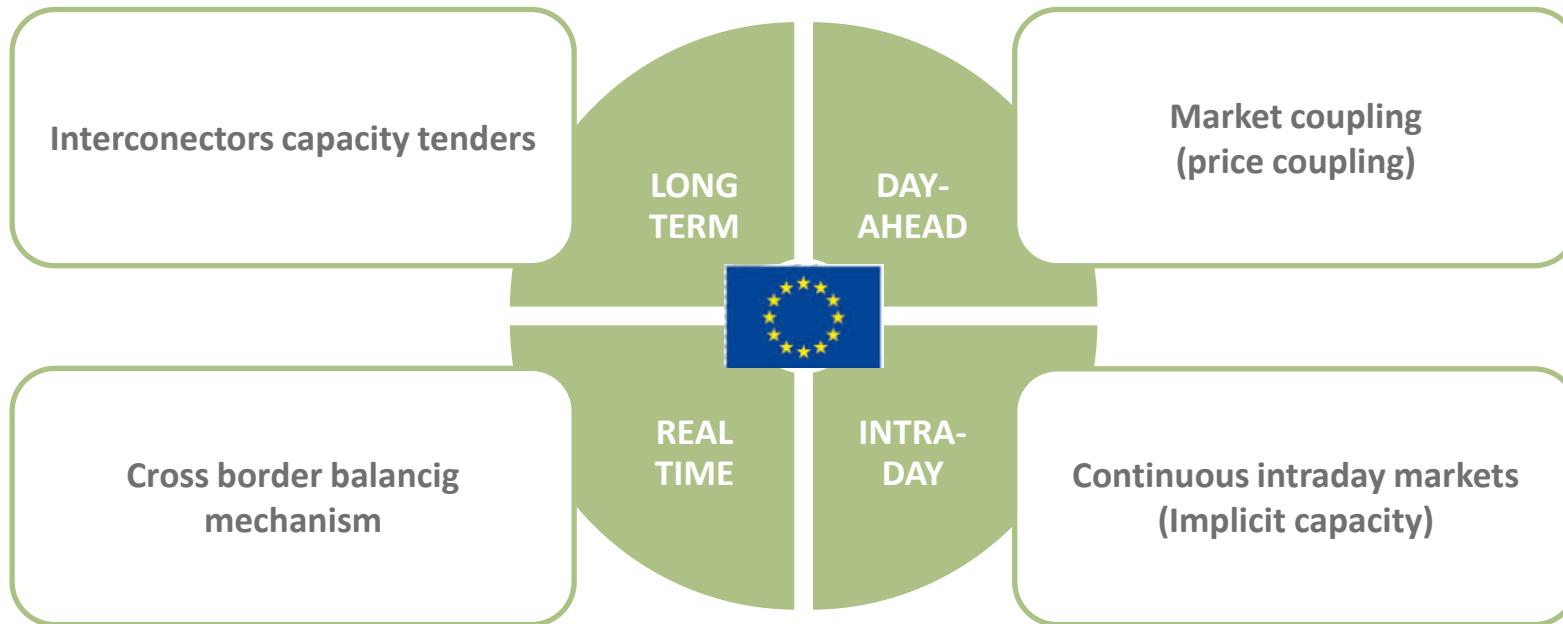 Interconectors capacity tenders
LONG
TERM
DAY-
AHEAD
Market coupling
(price coupling)
Cross border balancig
mechanism
REAL
TIME
INTRA-
DAY
Continuous intraday markets
(Implicit capacity)